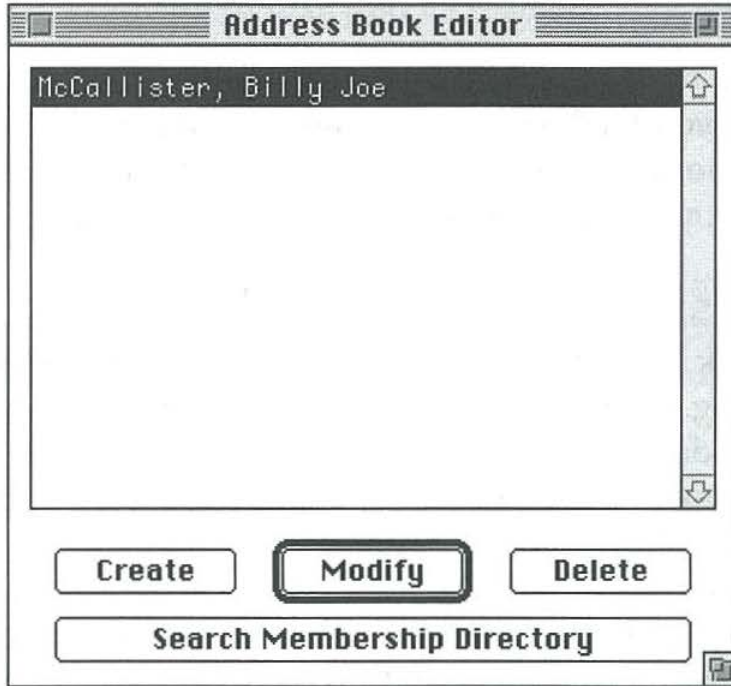 Address Book Editor
McCallister, Billy Joe
Create Modify Delete
Search Membership Directory